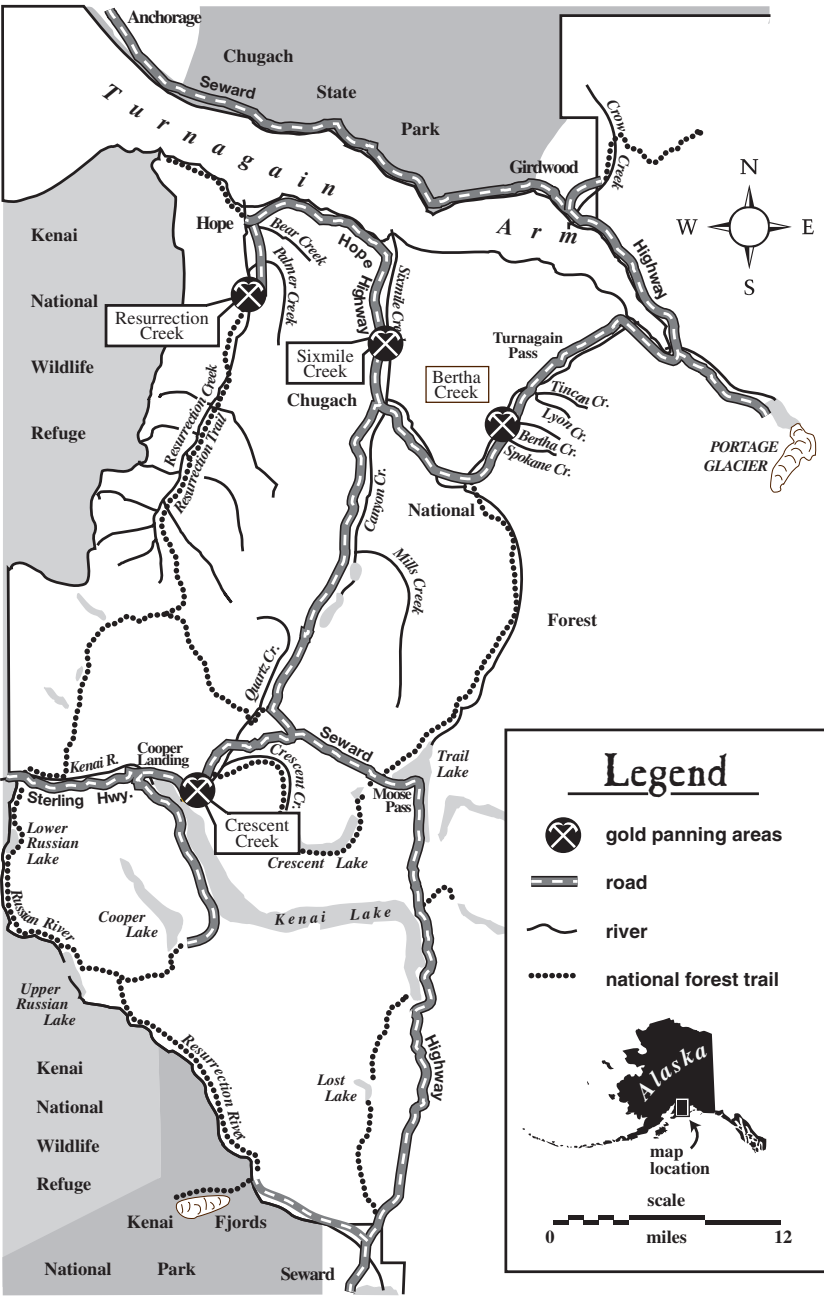 Anchorage
Chugach
State
Park
Seward
Turnagain
Arm
Girdwood
Crow
Creek
Highway
N
W E
S
Kenai
National
Wildlife
Refuge
Hope
Bear Creek
Palmer Creek
Hope
Highway
Sixmile Creek
Resurrection
Creek
Sixmile
Creek
Chugach
Turnagain
Pass
Bertha
Creek
Tincan Cr.
Lyon Cr.
Bertha Cr.
Spokane Cr.
PORTAGE
GLACIER
Resurrection Creek
Resurrection Trail
Canyon Cr.
National
Mills Creek
Forest
Quartz Cr.
Kenai R.
Cooper
Landing
Sterling Hwy.
Crescent Cr.
Seward
Trail
Lake
Moose
Pass
Crescent
Creek
Crescent Lake
Lower
Russian
Lake
Russian River
Cooper
Lake
Kenai Lake
Upper
Russian
Lake
Resurrection River
Lost
Lake
Highway
Kenai
National
Wildlife
Refuge
Kenai Fjords
National Park
Seward
Legend
gold panning areas
road
river
national forest trail
Alaska
map
location
scale
0 miles 12